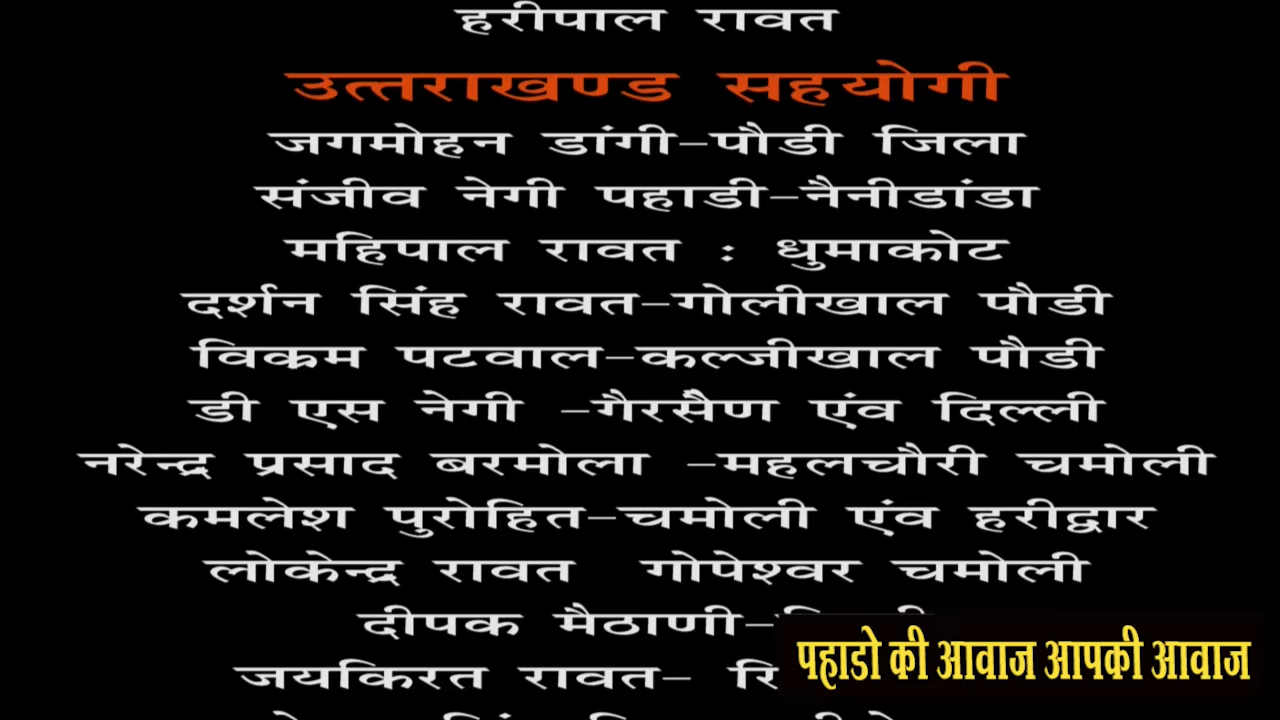 हरीपाल रावत
उत्तराखण्ड सहयोगी
जगमोहन डांगी-पौडी जिला
संजीव नेगी पहाडी-नैनीडांडा
महिपाल रावत : धुमाकोट
दर्शन सिंह रावत-गोलीखाल पौडी
विक्रम पटवाल-कल्जीखाल पौडी
डी एस नेगी -गैरसैण एंव दिल्ली
नरेन्द्र प्रसाद बरमोला -महलचौरी चमोली
कमलेश पुरोहित-चमोली एंव हरीद्वार
लोकेन्द्र रावत गोपेश्वर चमोली
दीपक मैठाणी-
जयकिरत रावत-
पहाडो की आवाज आपकी आवाज